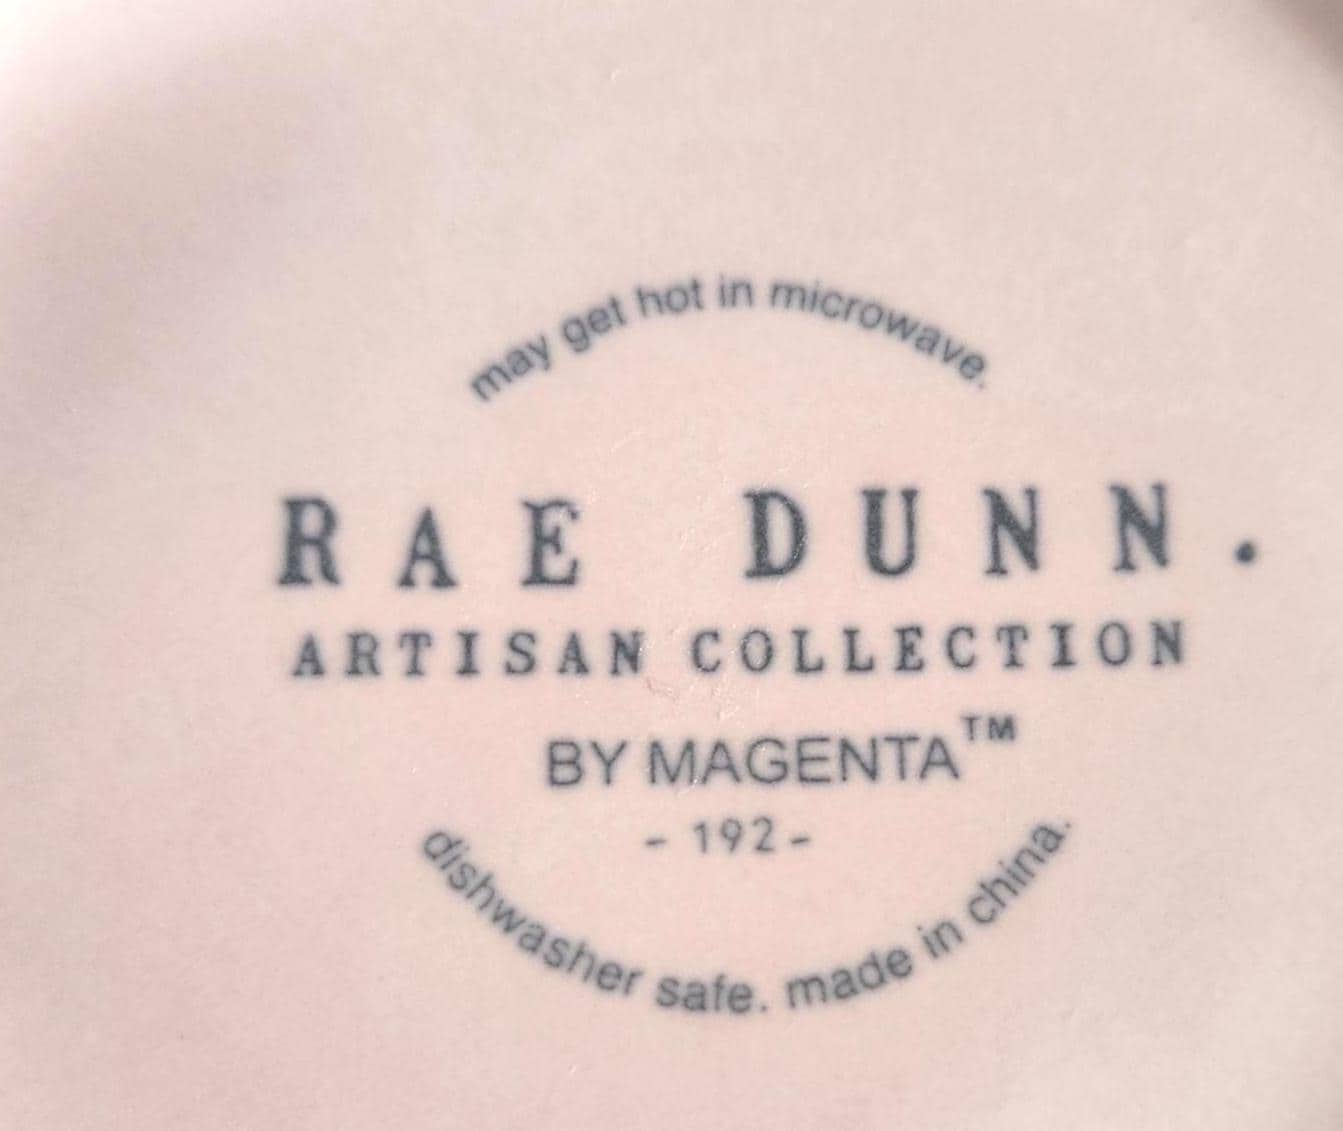 may get hot in microwave.
RAE DUNN.
ARTISAN COLLECTION
BY MAGENTA™
- 192 -
dishwasher safe. made in china.